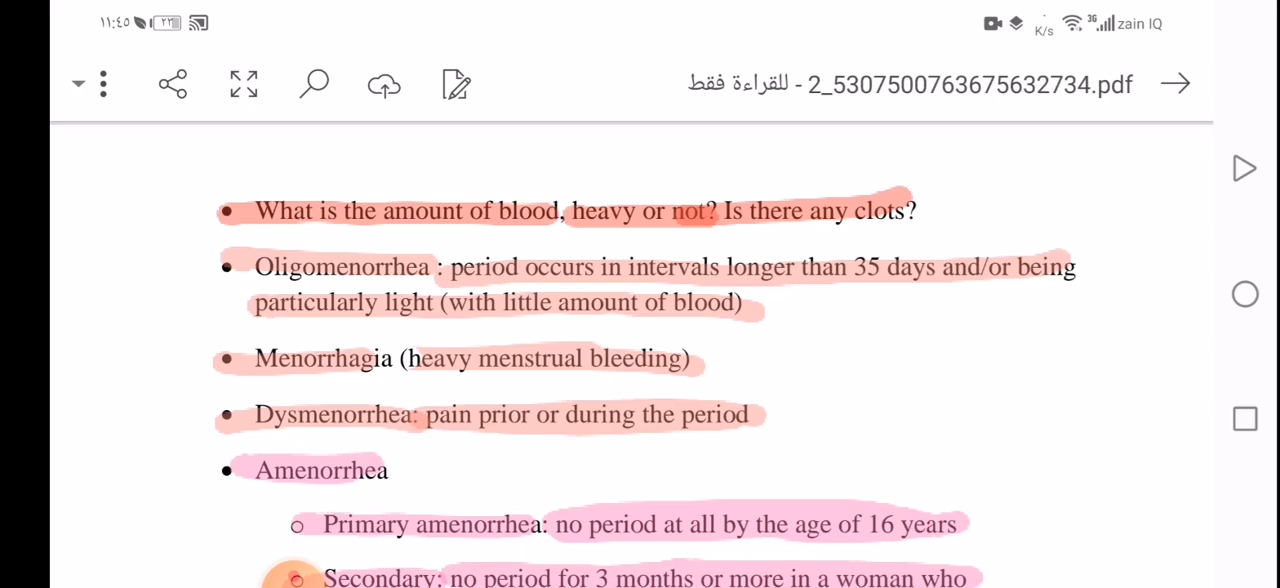 ١١:٤٥ ٢٢ K/s 3G zain IQ
2_5307500763675632734.pdf - للقراءة فقط
• What is the amount of blood, heavy or not? Is there any clots?
• Oligomenorrhea : period occurs in intervals longer than 35 days and/or being
particularly light (with little amount of blood)
• Menorrhagia (heavy menstrual bleeding)
• Dysmenorrhea: pain prior or during the period
• Amenorrhea
o Primary amenorrhea: no period at all by the age of 16 years
o Secondary: no period for 3 months or more in a woman who